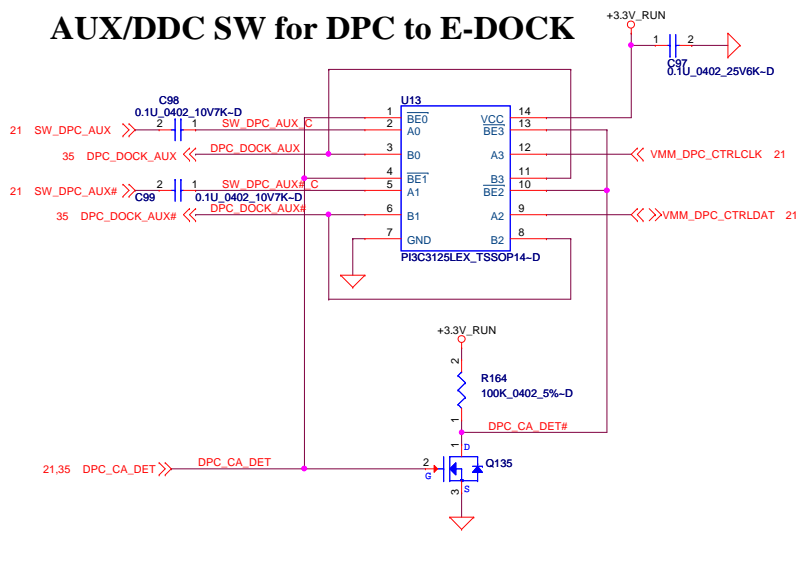 AUX/DDC SW for DPC to E-DOCK
+3.3V_RUN
1 2
C97
0.1U_0402_25V6K~D
C98
0.1U_0402_10V7K~D
21 SW_DPC_AUX 2 1 SW_DPC_AUX_C
35 DPC_DOCK_AUX DPC_DOCK_AUX
21 SW_DPC_AUX# 2 1 SW_DPC_AUX#_C
C99 0.1U_0402_10V7K~D
35 DPC_DOCK_AUX# DPC_DOCK_AUX#
U13
1 BE0 VCC 14
2 A0 BE3 13
3 B0 A3 12
4 BE1 B3 11
5 A1 BE2 10
6 B1 A2 9
7 GND B2 8
PI3C3125LEX_TSSOP14~D
VMM_DPC_CTRLCLK 21
VMM_DPC_CTRLDAT 21
+3.3V_RUN
2
R164
100K_0402_5%~D
1
DPC_CA_DET#
21,35 DPC_CA_DET DPC_CA_DET
1 D
2 G
Q135
3 S